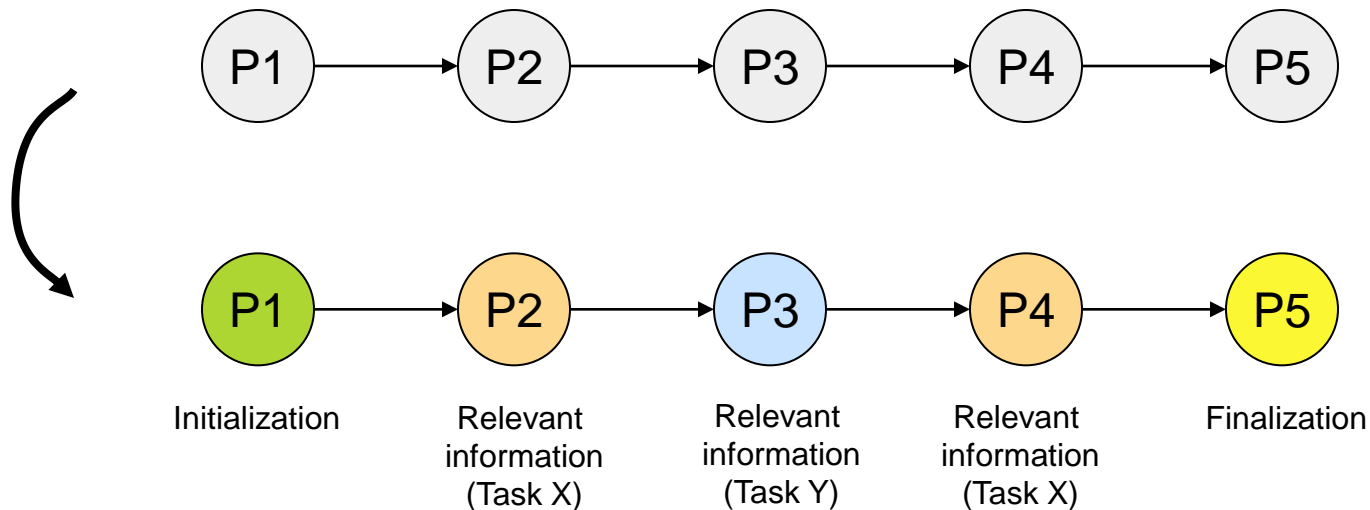 P1 P2 P3 P4 P5
P1 P2 P3 P4 P5
Initialization
Relevant
information
(Task X)
Relevant
information
(Task Y)
Relevant
information
(Task X)
Finalization